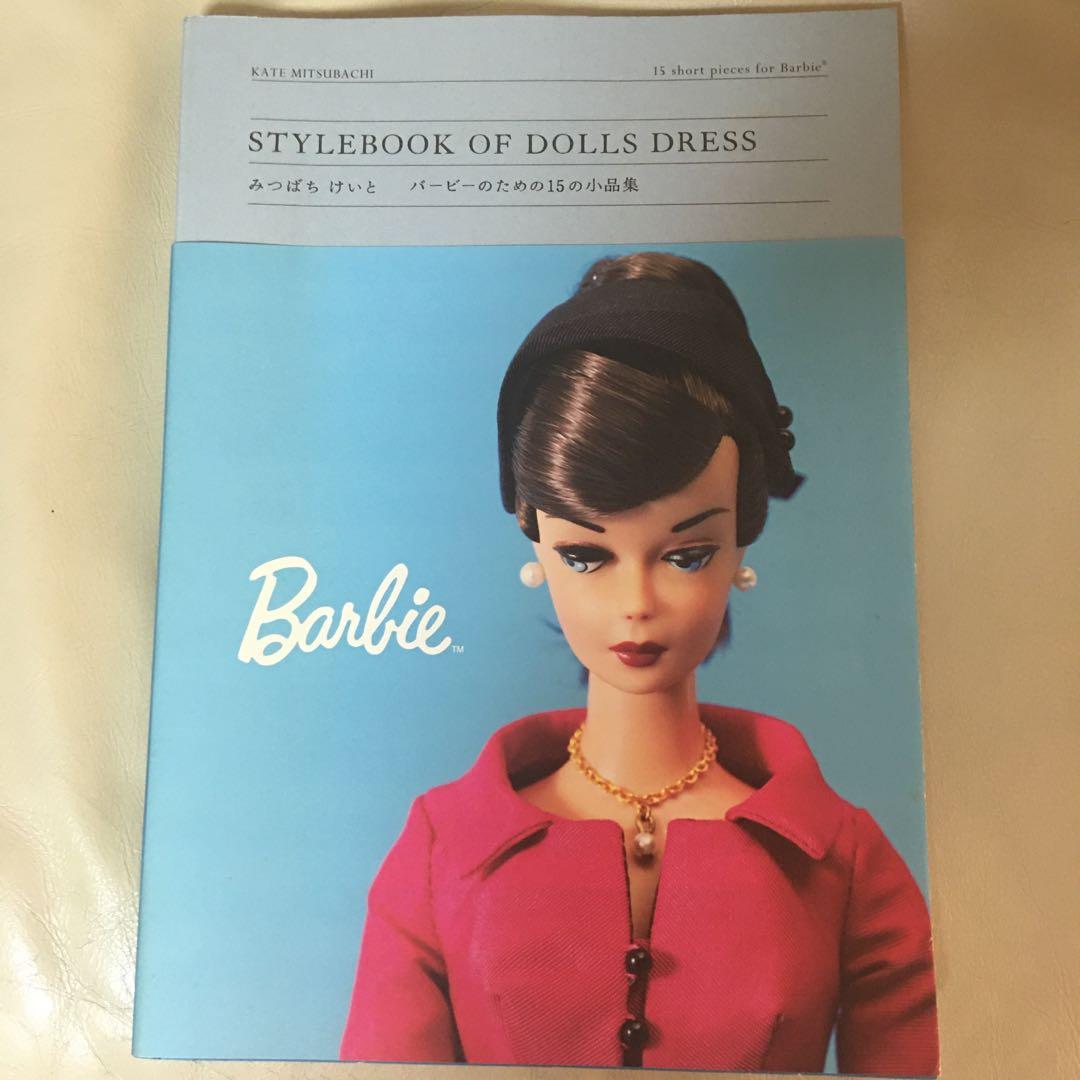 KATE MITSUBACHI 15 short pieces for Barbie®
STYLEBOOK OF DOLLS DRESS
みつばち けいと バービーのための15の小品集
Barbie™